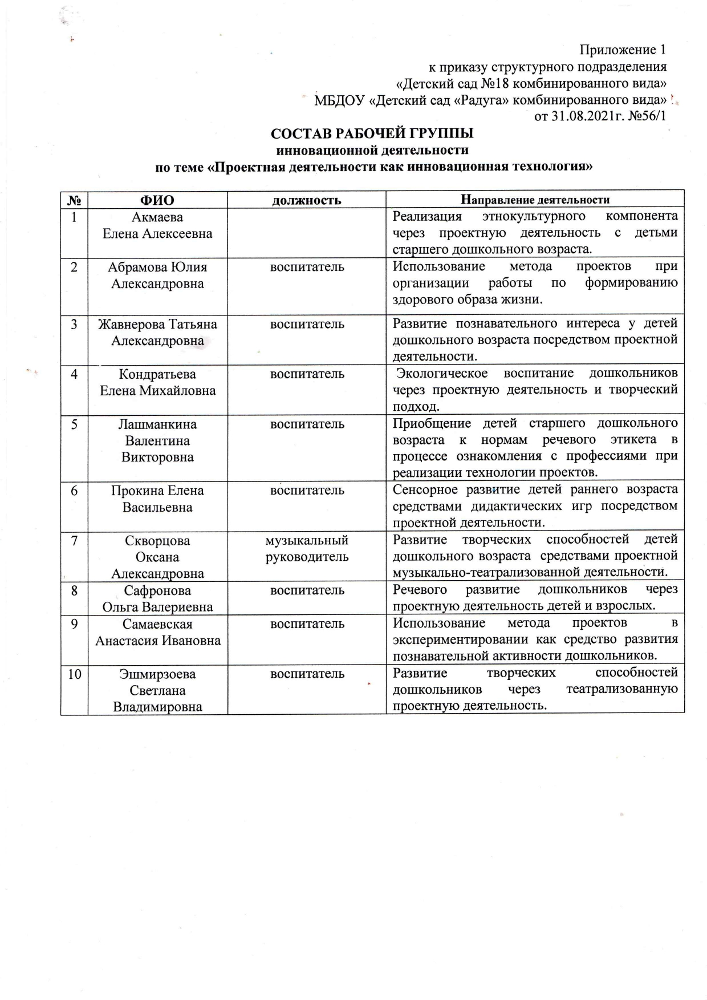 Приложение 1
к приказу структурного подразделения
«Детский сад №18 комбинированного вида»
МБДОУ «Детский сад «Радуга» комбинированного вида»
от 31.08.2021г. №56/1
СОСТАВ РАБОЧЕЙ ГРУППЫ
инновационной деятельности
по теме «Проектная деятельности как инновационная технология»
№ ФИО должность Направление деятельности
1 Акмаева Реализация этнокультурного компонента
Елена Алексеевна через проектную деятельность с детьми
старшего дошкольного возраста.
2 Абрамова Юлия воспитатель Использование метода проектов при
Александровна организации работы по формированию
здорового образа жизни.
3 Жавнерова Татьяна воспитатель Развитие познавательного интереса у детей
Александровна дошкольного возраста посредством проектной
деятельности.
4 Кондратьева воспитатель Экологическое воспитание дошкольников
Елена Михайловна через проектную деятельность и творческий
подход.
5 Лашманкина воспитатель Приобщение детей старшего дошкольного
Валентина возраста к нормам речевого этикета в
Викторовна процессе ознакомления с профессиями при
реализации технологии проектов.
6 Прокина Елена воспитатель Сенсорное развитие детей раннего возраста
Васильевна средствами дидактических игр посредством
проектной деятельности.
7 Скворцова музыкальный Развитие творческих способностей детей
Оксана руководитель дошкольного возраста средствами проектной
Александровна музыкально-театрализованной деятельности.
8 Сафронова воспитатель Речевого развитие дошкольников через
Ольга Валериевна проектную деятельность детей и взрослых.
9 Самаевская воспитатель Использование метода проектов в
Анастасия Ивановна экспериментировании как средство развития
познавательной активности дошкольников.
10 Эшмирзоева воспитатель Развитие творческих способностей
Светлана дошкольников через театрализованную
Владимировна проектную деятельность.